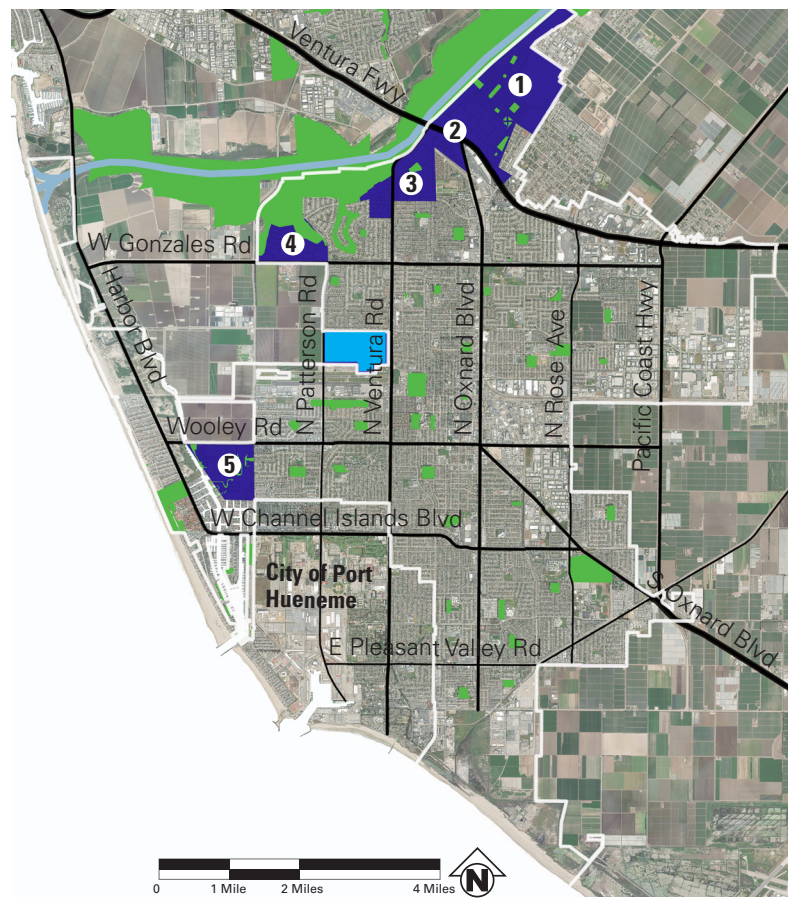 Ventura Fwy
1
2
3
4
W Gonzales Rd
Harbor Blvd
N Patterson Rd
N Ventura Rd
N Oxnard Blvd
N Rose Ave
Pacific Coast Hwy
Wooley Rd
5
W Channel Islands Blvd
City of Port
Hueneme
S Oxnard Blvd
E Pleasant Valley Rd
0
1 Mile
2 Miles
4 Miles
N